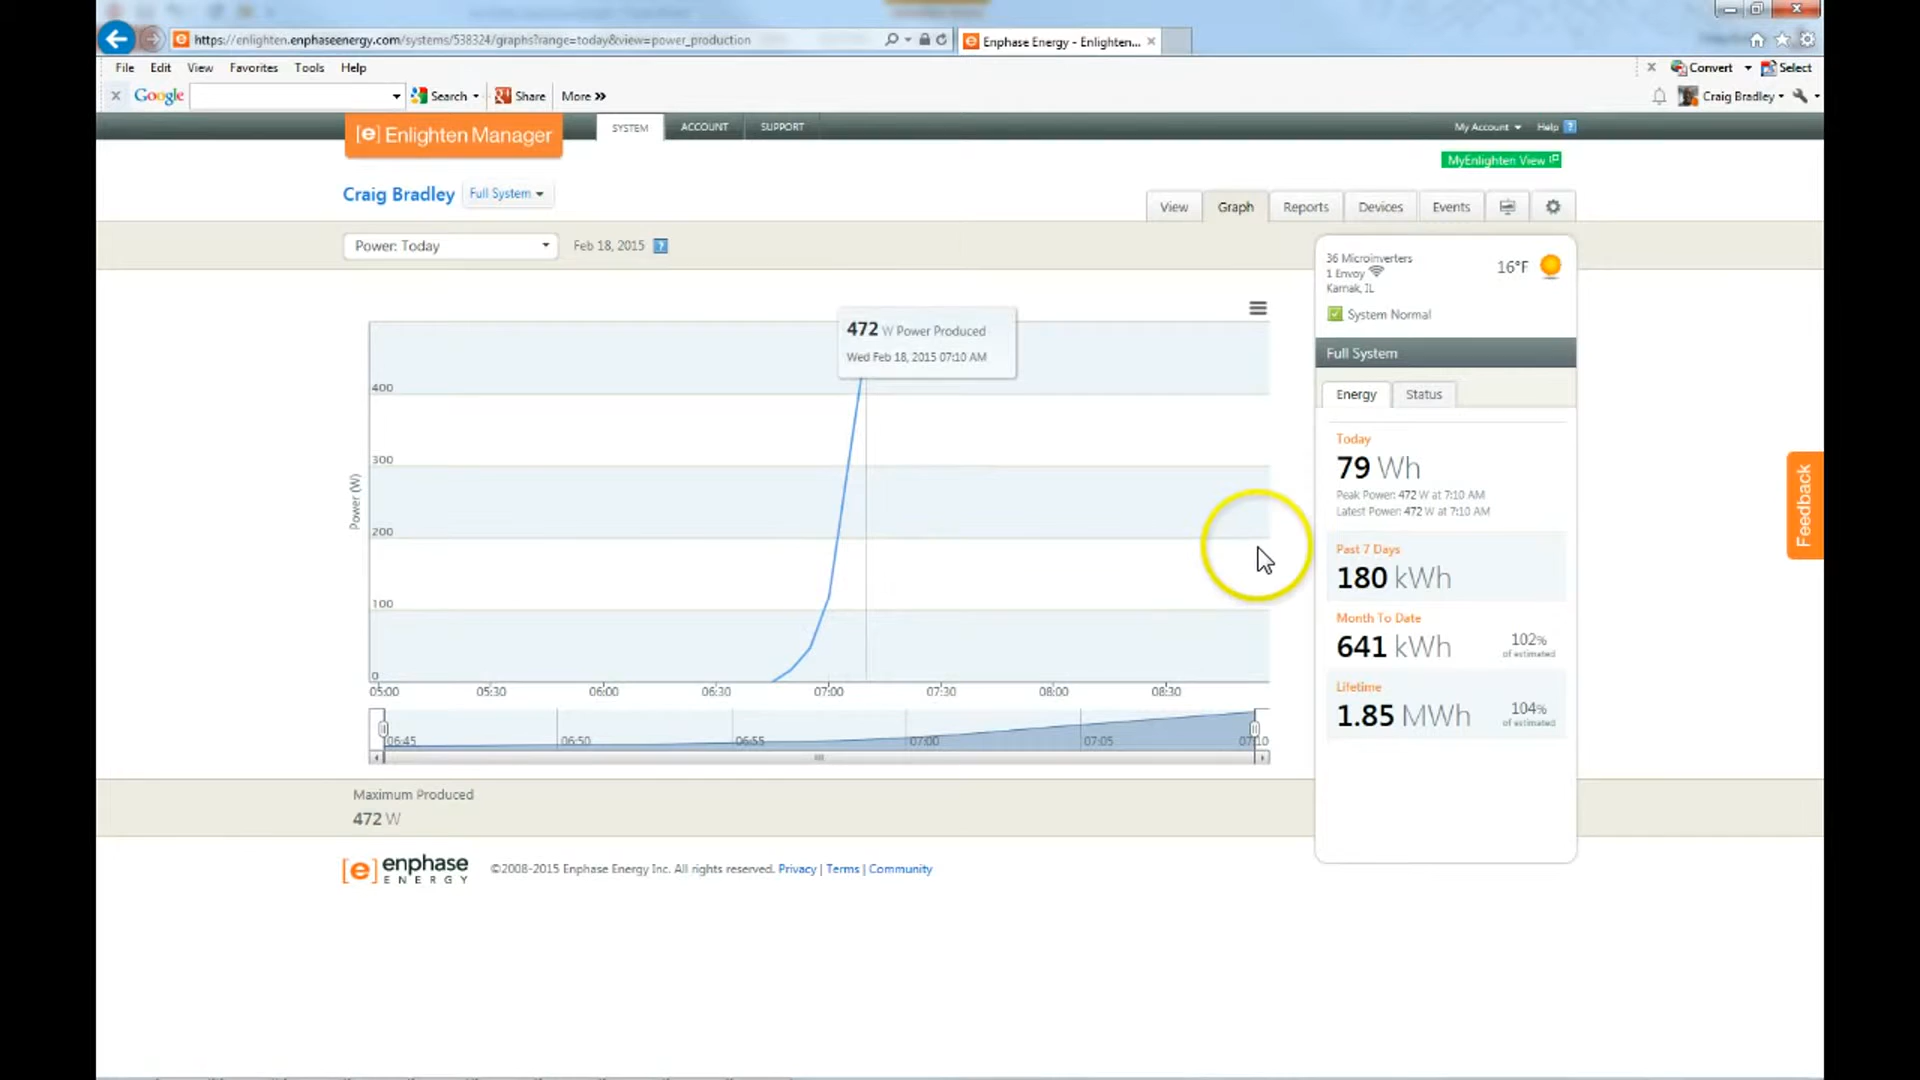 https://enlighten.enphaseenergy.com/systems/538324/graphs?range=today&view=power_production
Enphase Energy - Enlighten...
File Edit View Favorites Tools Help
Convert Select
Google Search Share More »
Craig Bradley
[e] Enlighten Manager
SYSTEM ACCOUNT SUPPORT
My Account Help ?
MyEnlighten View
Craig Bradley Full System
View Graph Reports Devices Events
Power: Today Feb 18, 2015 ?
36 Microinverters
1 Envoy
Karnak, IL
16°F
System Normal
472 W Power Produced
Wed Feb 18, 2015 07:10 AM
Full System
Energy Status
Today
79 Wh
Peak Power: 472 W at 7:10 AM
Latest Power: 472 W at 7:10 AM
Past 7 Days
180 kWh
Month To Date
641 kWh
102%
of estimated
Lifetime
1.85 MWh
104%
of estimated
Feedback
Power (W)
400
300
200
100
0
05:00 05:30 06:00 06:30 07:00 07:30 08:00 08:30
06:45 06:50 06:55 07:00 07:05 07:10
Maximum Produced
472 W
[e] enphase
ENERGY
©2008-2015 Enphase Energy Inc. All rights reserved. Privacy | Terms | Community